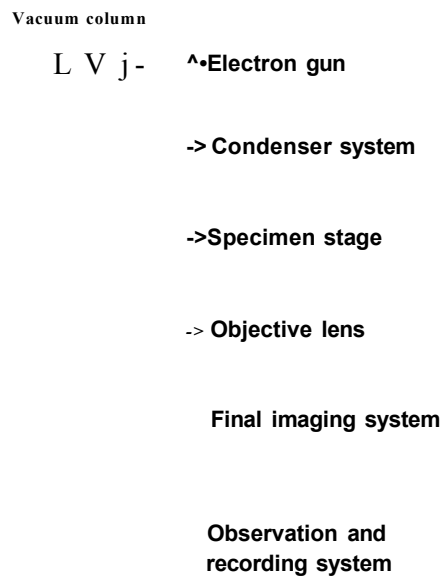 Vacuum column
L V j - ^•Electron gun
-> Condenser system
->Specimen stage
-> Objective lens
Final imaging system
Observation and
recording system